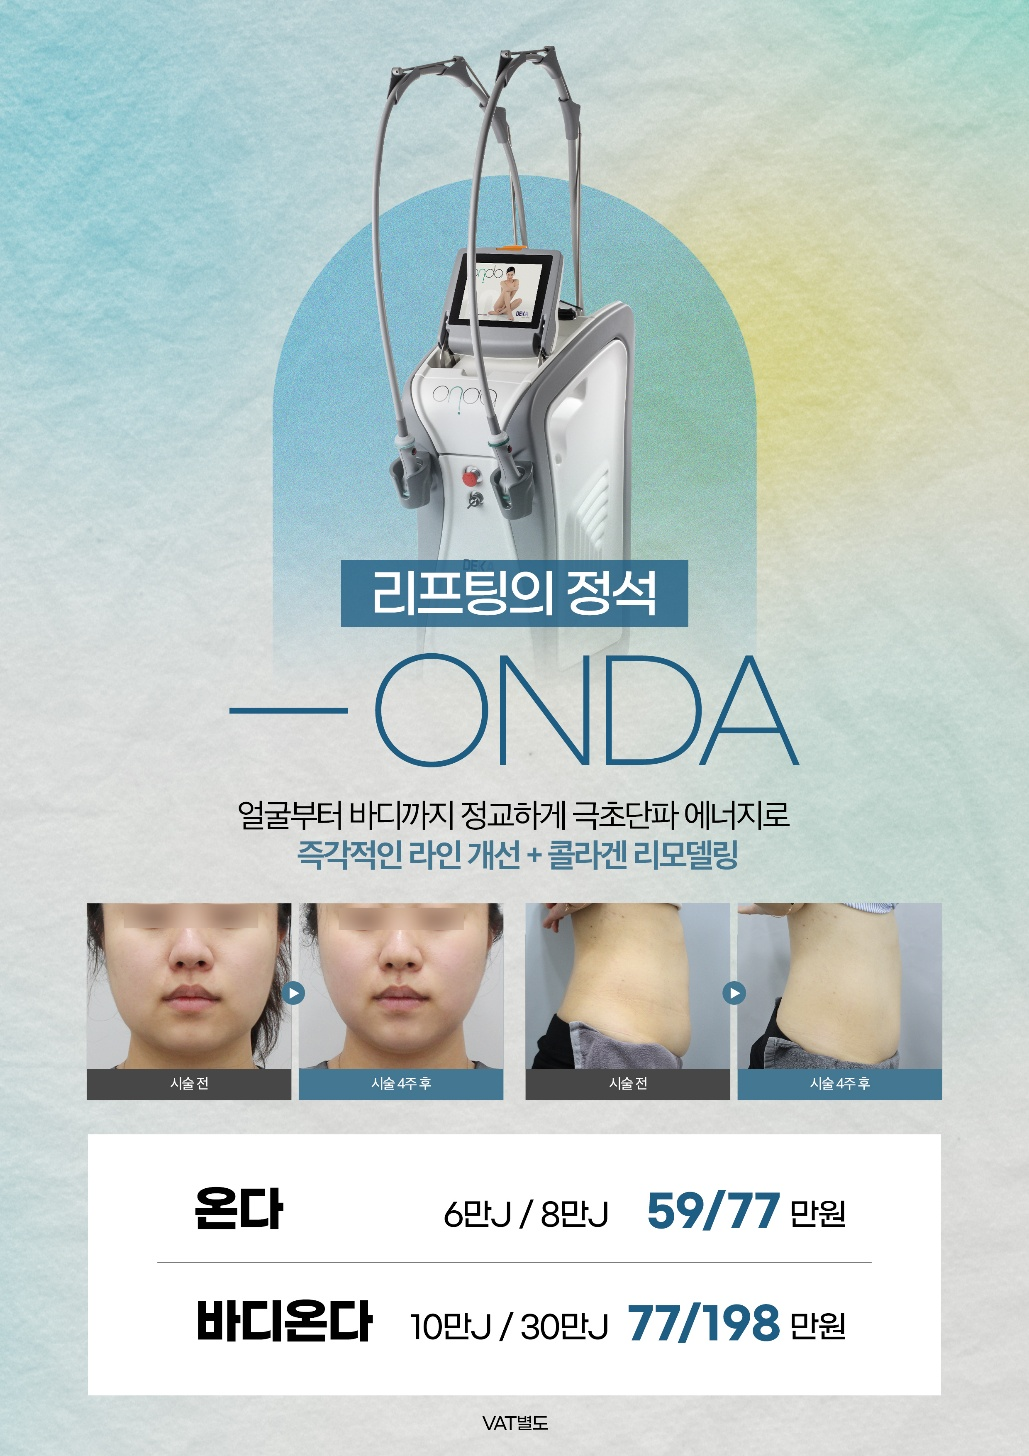 onda
DEKA
onda
DEKA
리프팅의 정석
ONDA
얼굴부터 바디까지 정교하게 극초단파 에너지로
즉각적인 라인 개선 + 콜라겐 리모델링
시술 전
시술 4주 후
시술 전
시술 4주 후
온다 6만J / 8만J 59/77 만원
바디온다 10만J / 30만J 77/198 만원
VAT별도